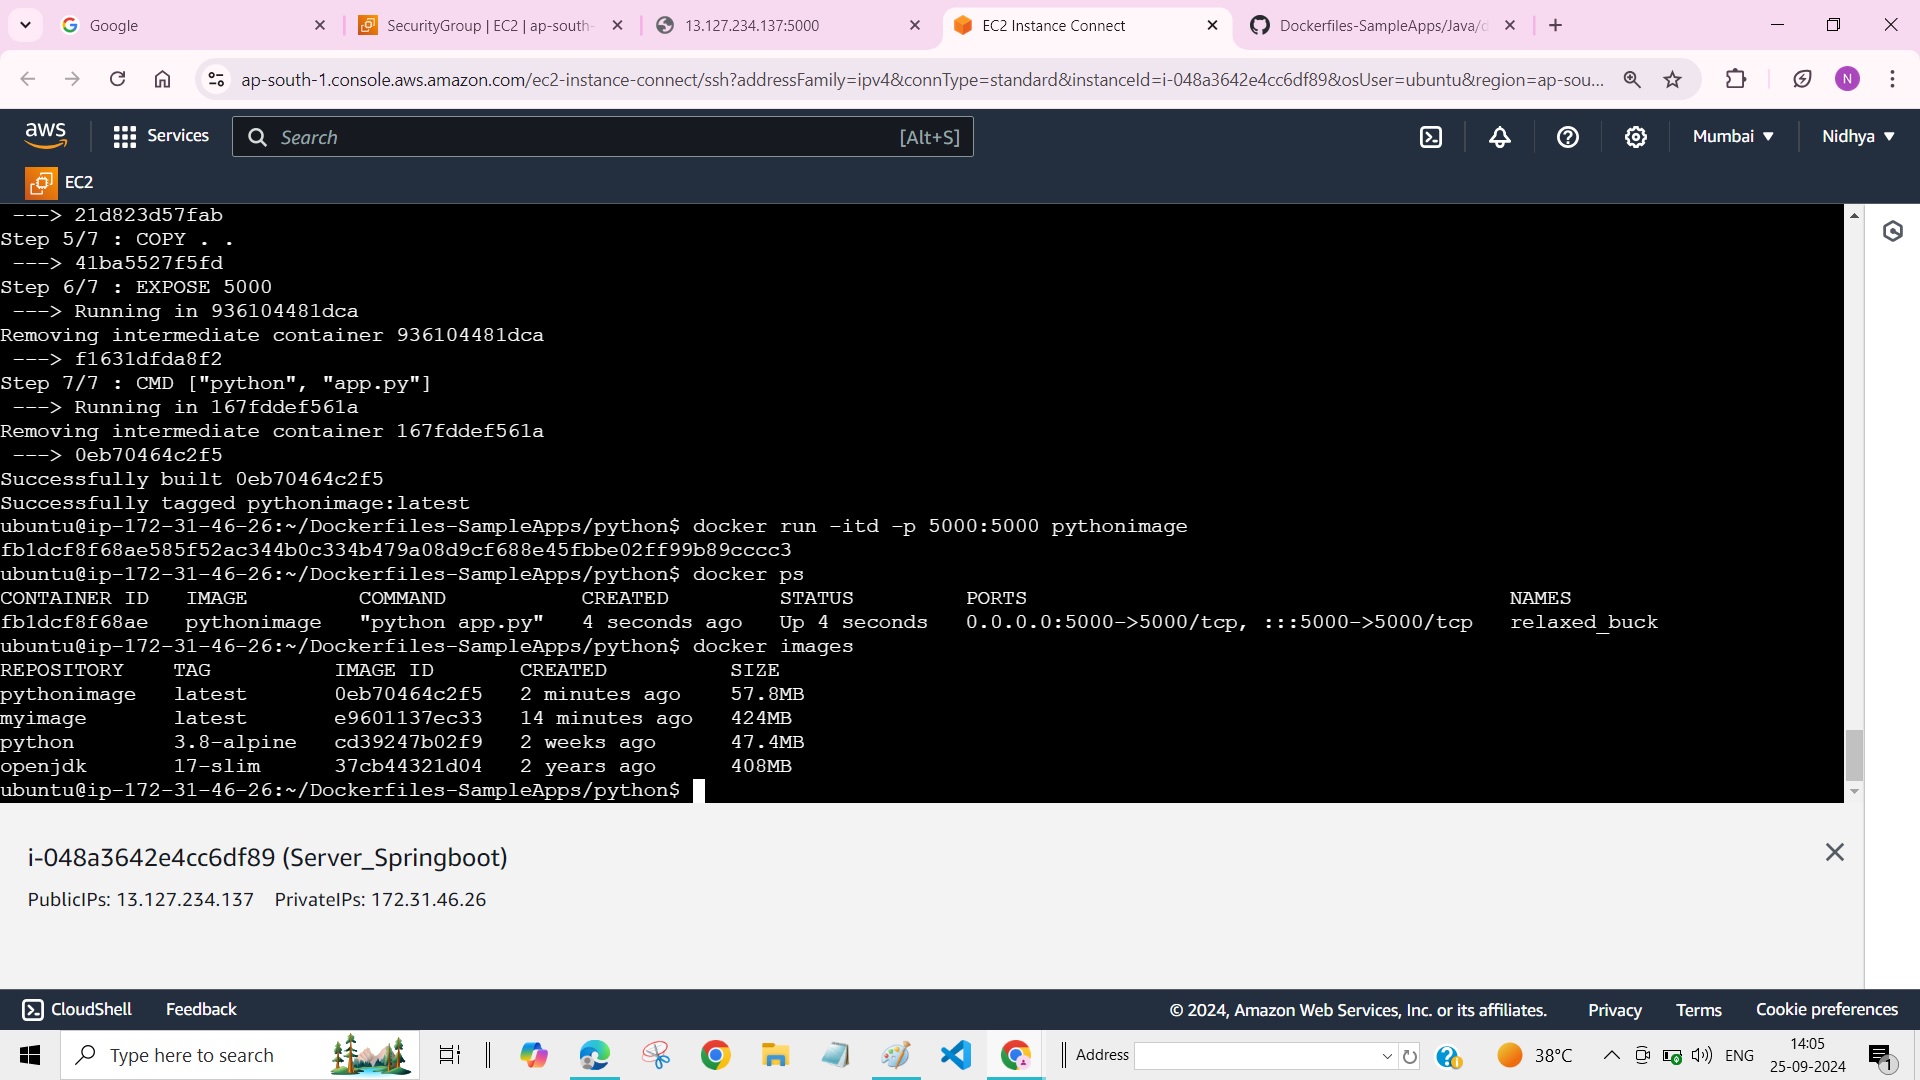 Google
SecurityGroup | EC2 | ap-south-
13.127.234.137:5000
EC2 Instance Connect
Dockerfiles-SampleApps/Java/d
ap-south-1.console.aws.amazon.com/ec2-instance-connect/ssh?addressFamily=ipv4&connType=standard&instanceId=i-048a3642e4cc6df89&osUser=ubuntu&region=ap-sou...
N
aws
Services
Search
[Alt+S]
Mumbai
Nidhya
EC2
---> 21d823d57fab
Step 5/7 : COPY . .
---> 41ba5527f5fd
Step 6/7 : EXPOSE 5000
---> Running in 936104481dca
Removing intermediate container 936104481dca
---> f1631dfda8f2
Step 7/7 : CMD ["python", "app.py"]
---> Running in 167fddef561a
Removing intermediate container 167fddef561a
---> 0eb70464c2f5
Successfully built 0eb70464c2f5
Successfully tagged pythonimage:latest
ubuntu@ip-172-31-46-26:~/Dockerfiles-SampleApps/python$ docker run -itd -p 5000:5000 pythonimage
fb1dcf8f68ae585f52ac344b0c334b479a08d9cf688e45fbbe02ff99b89cccc3
ubuntu@ip-172-31-46-26:~/Dockerfiles-SampleApps/python$ docker ps
CONTAINER ID   IMAGE         COMMAND           CREATED         STATUS         PORTS                                       NAMES
fb1dcf8f68ae   pythonimage   "python app.py"   4 seconds ago   Up 4 seconds   0.0.0.0:5000->5000/tcp, :::5000->5000/tcp   relaxed_buck
ubuntu@ip-172-31-46-26:~/Dockerfiles-SampleApps/python$ docker images
REPOSITORY    TAG          IMAGE ID       CREATED          SIZE
pythonimage   latest       0eb70464c2f5   2 minutes ago    57.8MB
myimage       latest       e9601137ec33   14 minutes ago   424MB
python        3.8-alpine   cd39247b02f9   2 weeks ago      47.4MB
openjdk       17-slim      37cb44321d04   2 years ago      408MB
ubuntu@ip-172-31-46-26:~/Dockerfiles-SampleApps/python$
i-048a3642e4cc6df89 (Server_Springboot)
PublicIPs: 13.127.234.137 PrivateIPs: 172.31.46.26
CloudShell
Feedback
© 2024, Amazon Web Services, Inc. or its affiliates.
Privacy
Terms
Cookie preferences
Type here to search
Address
38°C
ENG
14:05
25-09-2024
1